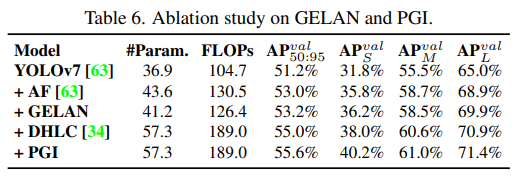 Table 6. Ablation study on GELAN and PGI.
Model #Param. FLOPs AP^{val}_{50:95} AP^{val}_{S} AP^{val}_{M} AP^{val}_{L}
YOLOv7 [63] 36.9 104.7 51.2% 31.8% 55.5% 65.0%
+ AF [63] 43.6 130.5 53.0% 35.8% 58.7% 68.9%
+ GELAN 41.2 126.4 53.2% 36.2% 58.5% 69.9%
+ DHLC [34] 57.3 189.0 55.0% 38.0% 60.6% 70.9%
+ PGI 57.3 189.0 55.6% 40.2% 61.0% 71.4%